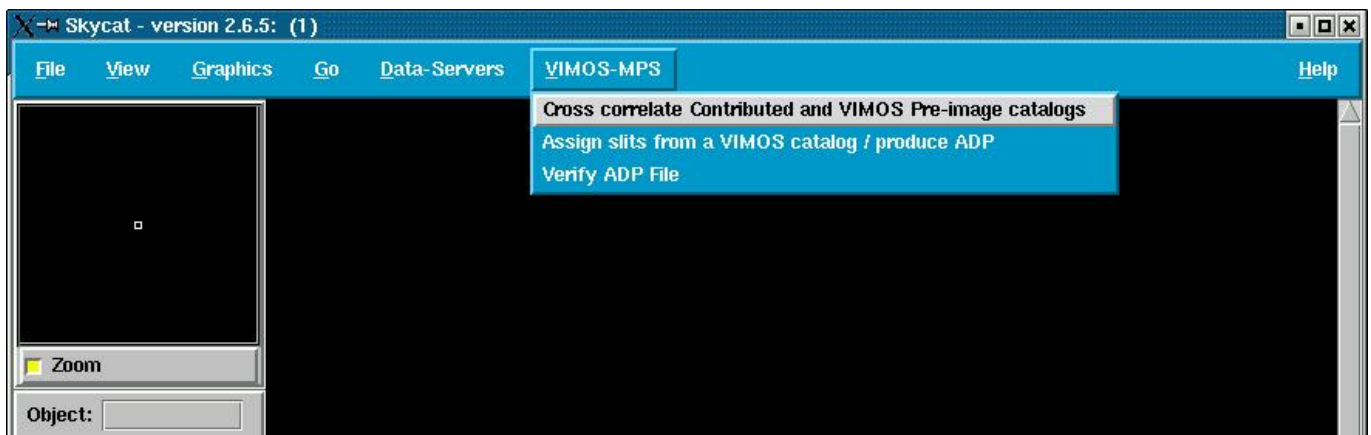 Skycat - version 2.6.5: (1)
File View Graphics Go Data-Servers VIMOS-MPS Help
Cross correlate Contributed and VIMOS Pre-image catalogs
Assign slits from a VIMOS catalog / produce ADP
Verify ADP File
Zoom
Object: